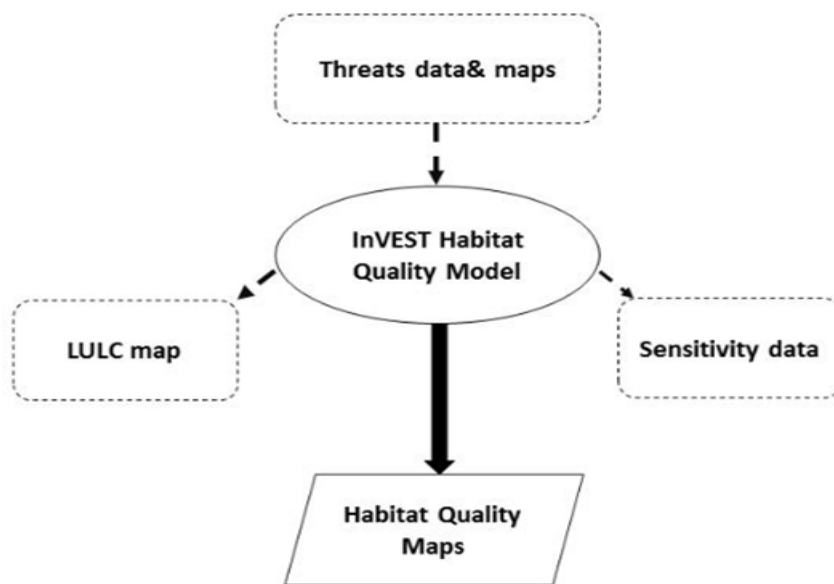 Threats data& maps
InVEST Habitat
Quality Model
LULC map
Sensitivity data
Habitat Quality
Maps